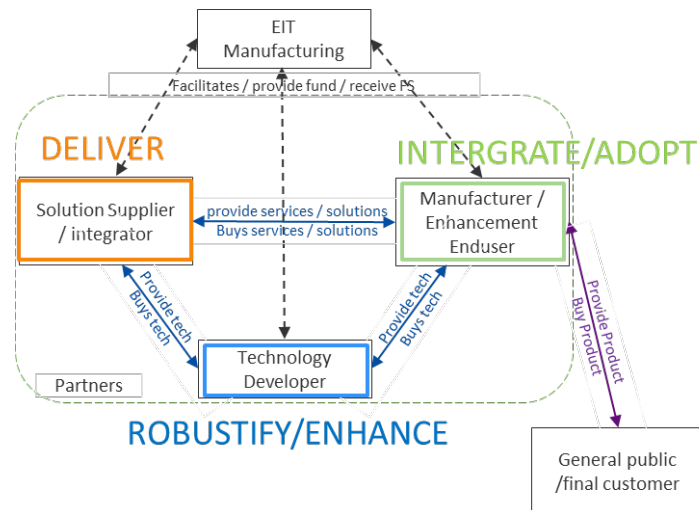 EIT
Manufacturing
Facilitates / provide fund / receive FS
DELIVER
INTERGRATE/ADOPT
Solution Supplier
/ integrator
provide services / solutions
Buys services / solutions
Manufacturer /
Enhancement
Enduser
Provide tech
Buys tech
Provide tech
Buys tech
Provide Product
Buy Product
Technology
Developer
Partners
ROBUSTIFY/ENHANCE
General public
/final customer